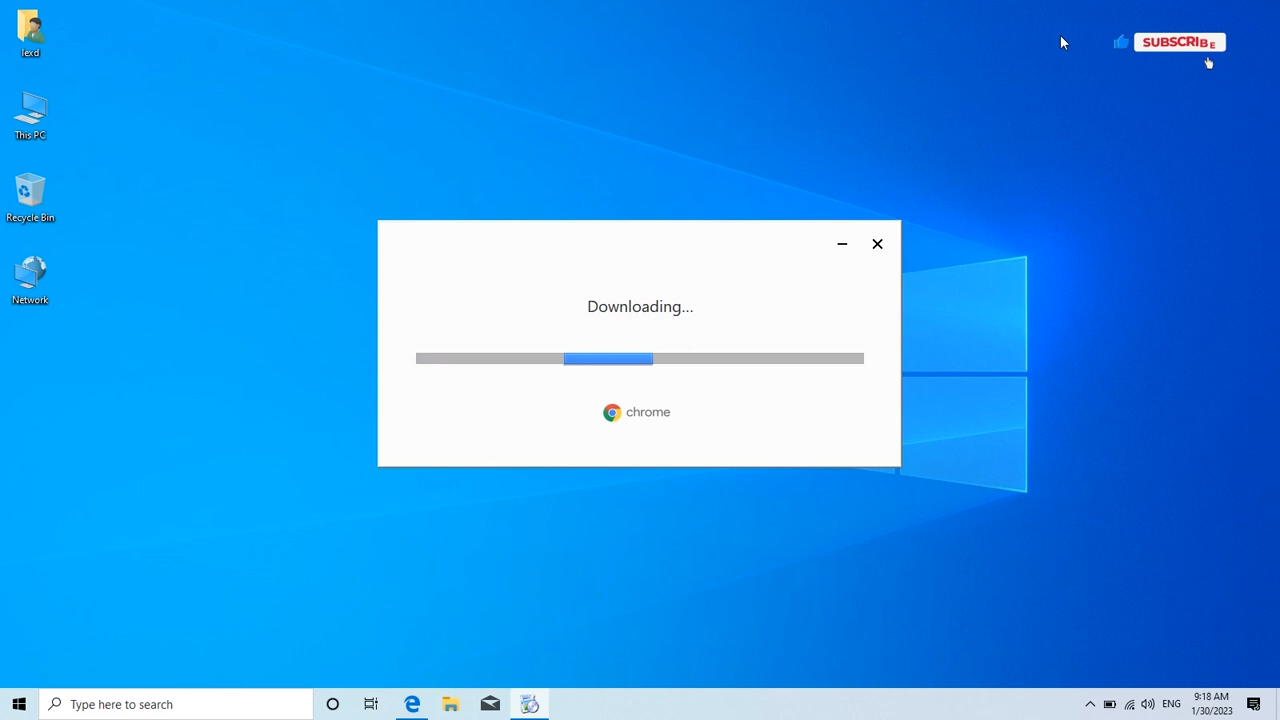 lexd
This PC
Recycle Bin
Network
SUBSCRIBE
Downloading...
chrome
Type here to search
ENG
9:18 AM
1/30/2023